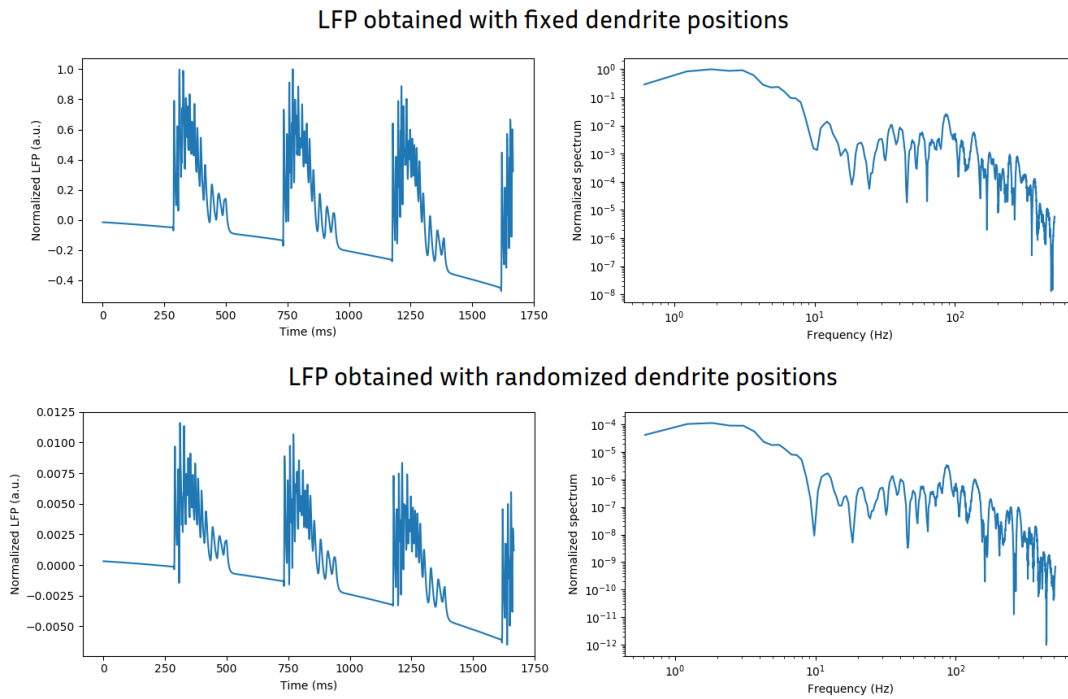 LFP obtained with fixed dendrite positions
Normalized LFP (a.u.)
1.0
0.8
0.6
0.4
0.2
0.0
−0.2
−0.4
0 250 500 750 1000 1250 1500 1750
Time (ms)
Normalized spectrum
10⁰
10⁻¹
10⁻²
10⁻³
10⁻⁴
10⁻⁵
10⁻⁶
10⁻⁷
10⁻⁸
10⁰ 10¹ 10²
Frequency (Hz)
LFP obtained with randomized dendrite positions
Normalized LFP (a.u.)
0.0125
0.0100
0.0075
0.0050
0.0025
0.0000
−0.0025
−0.0050
0 250 500 750 1000 1250 1500 1750
Time (ms)
Normalized spectrum
10⁻⁴
10⁻⁵
10⁻⁶
10⁻⁷
10⁻⁸
10⁻⁹
10⁻¹⁰
10⁻¹¹
10⁻¹²
10⁰ 10¹ 10²
Frequency (Hz)